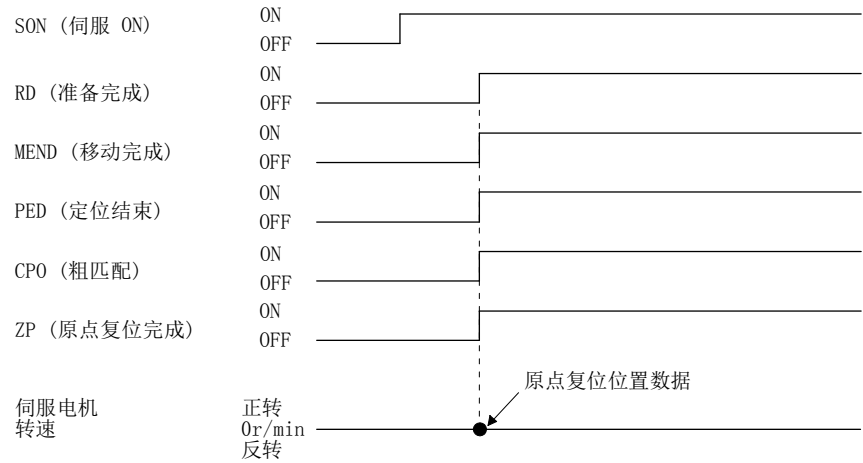 SON (伺服 ON)
ON
OFF
RD (准备完成)
ON
OFF
MEND (移动完成)
ON
OFF
PED (定位结束)
ON
OFF
CPO (粗匹配)
ON
OFF
ZP (原点复位完成)
ON
OFF
原点复位位置数据
伺服电机
转速
正转
0r/min
反转